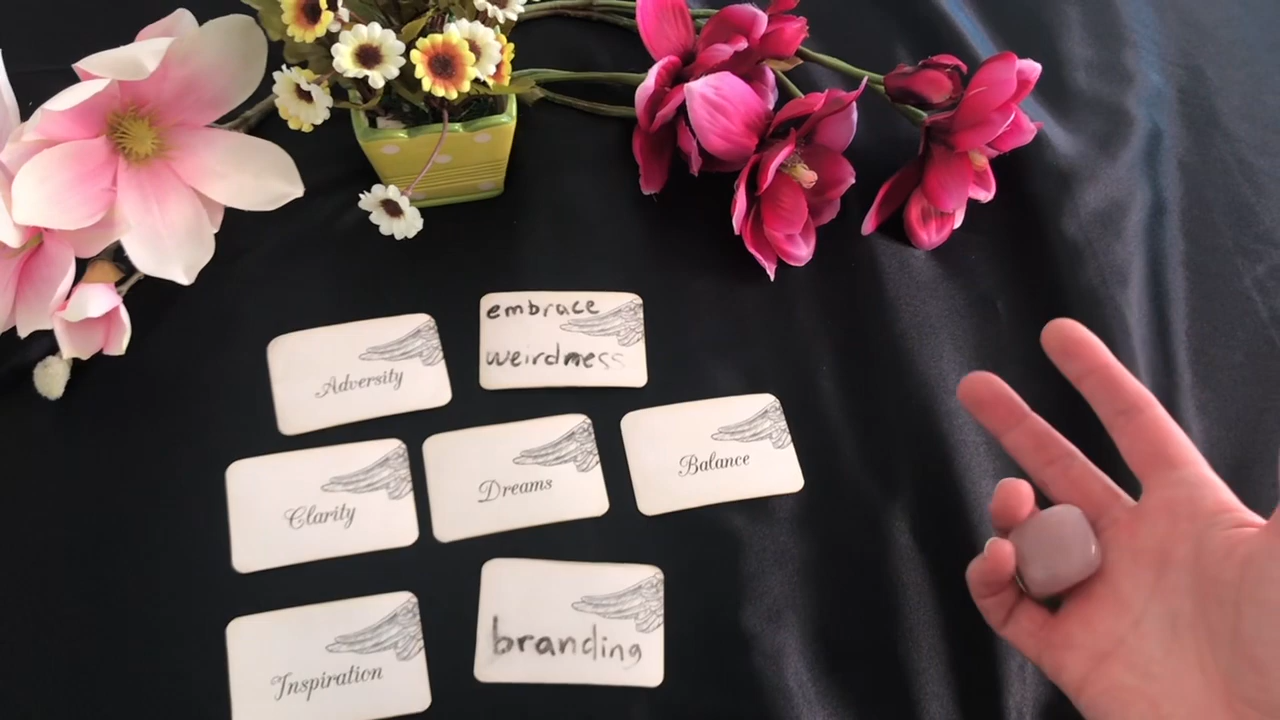 embrace
weirdness
Adversity
Balance
Dreams
Clarity
branding
Inspiration